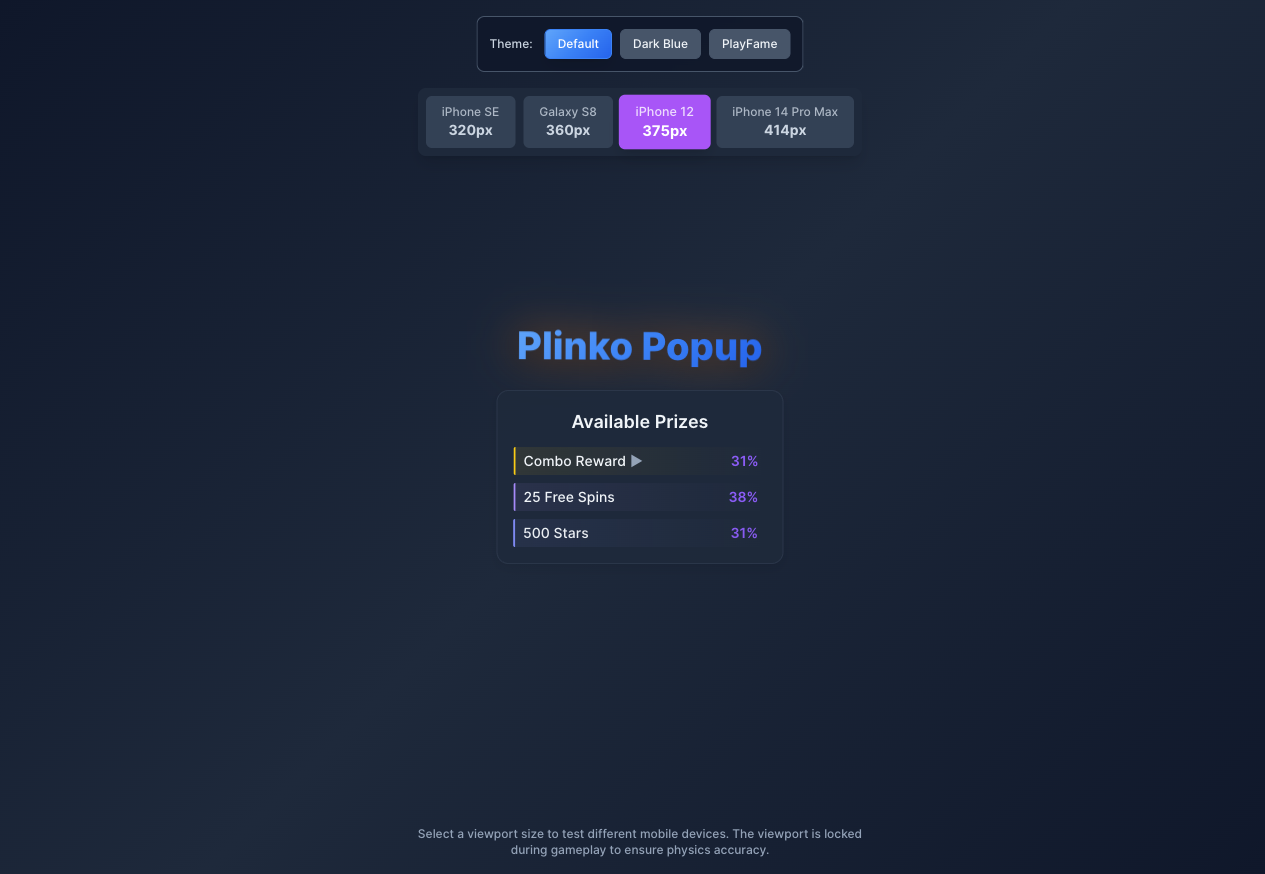 Theme: Default Dark Blue PlayFame
iPhone SE Galaxy S8 iPhone 12 iPhone 14 Pro Max
320px 360px 375px 414px
Plinko Popup
Available Prizes
Combo Reward ▶ 31%
25 Free Spins 38%
500 Stars 31%
Select a viewport size to test different mobile devices. The viewport is locked
during gameplay to ensure physics accuracy.